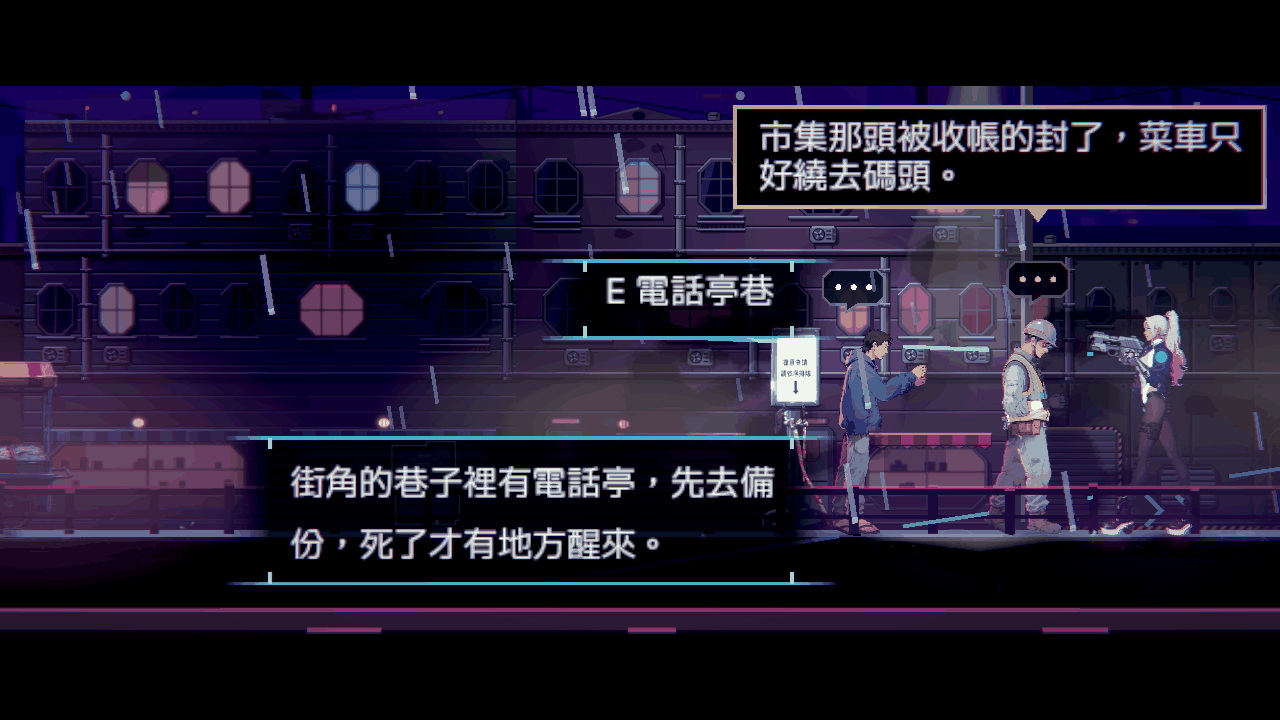 市集那頭被收帳的封了，菜車只
好繞去碼頭。
E 電話亭巷
街角的巷子裡有電話亭，先去備
份，死了才有地方醒來。